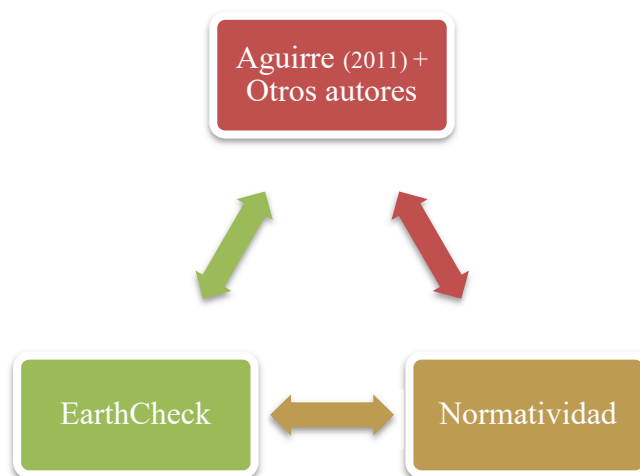 Aguirre (2011) +
Otros autores
EarthCheck
Normatividad